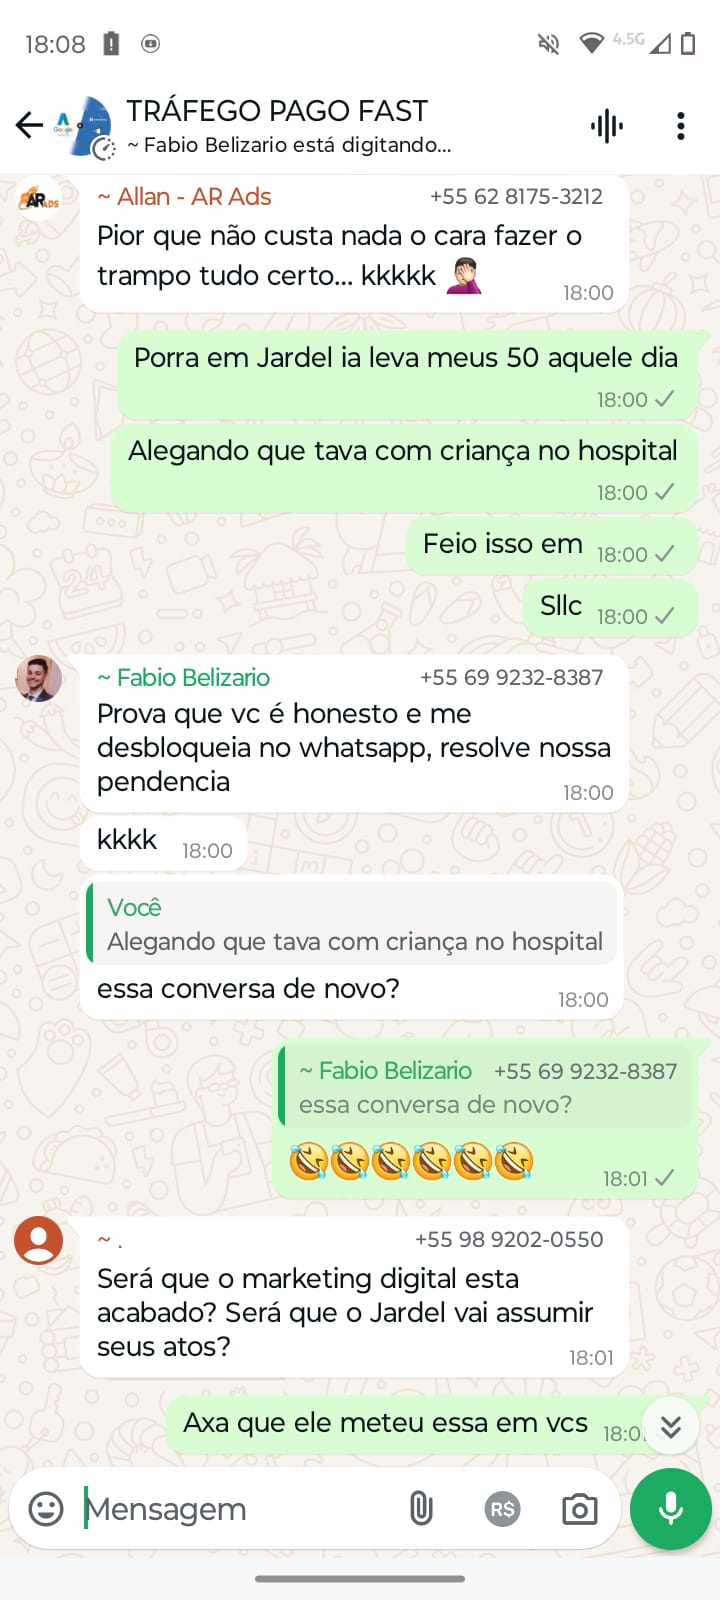 18:08
4.5G
TRÁFEGO PAGO FAST
~ Fabio Belizario está digitando...
~ Allan - AR Ads +55 62 8175-3212
Pior que não custa nada o cara fazer o
trampo tudo certo... kkkkk 🤦🏻‍♂️
18:00
Porra em Jardel ia leva meus 50 aquele dia
18:00
Alegando que tava com criança no hospital
18:00
Feio isso em 18:00
Sllc 18:00
~ Fabio Belizario +55 69 9232-8387
Prova que vc é honesto e me
desbloqueia no whatsapp, resolve nossa
pendencia
18:00
kkkk 18:00
Você
Alegando que tava com criança no hospital
essa conversa de novo?
18:00
~ Fabio Belizario +55 69 9232-8387
essa conversa de novo?
🤣🤣🤣🤣🤣🤣
18:01
~ . +55 98 9202-0550
Será que o marketing digital esta
acabado? Será que o Jardel vai assumir
seus atos?
18:01
Axa que ele meteu essa em vcs
Mensagem
R$